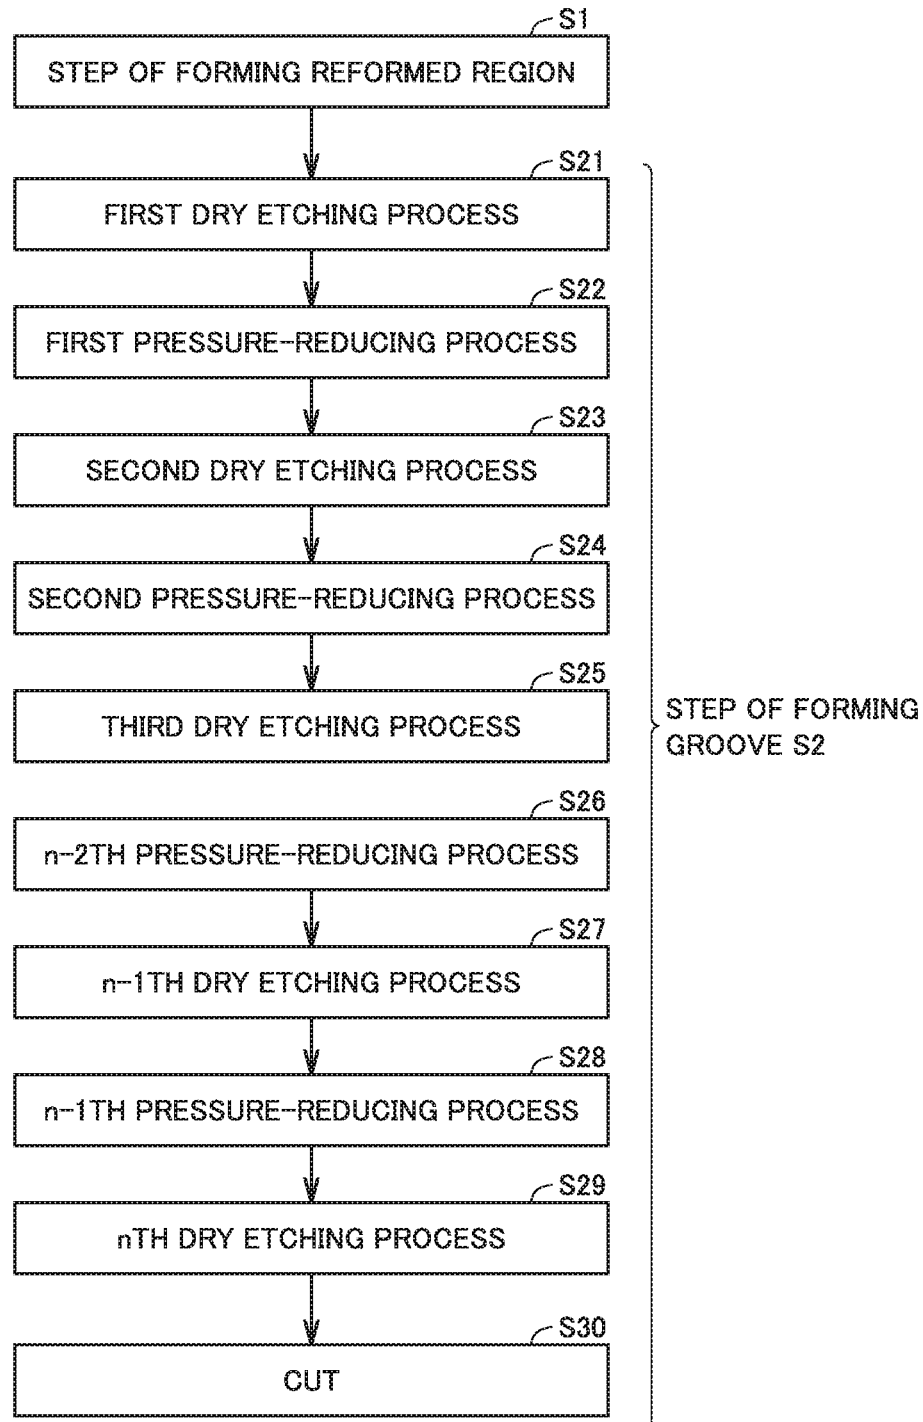 S1
STEP OF FORMING REFORMED REGION
S21
FIRST DRY ETCHING PROCESS
S22
FIRST PRESSURE-REDUCING PROCESS
S23
SECOND DRY ETCHING PROCESS
S24
SECOND PRESSURE-REDUCING PROCESS
S25
THIRD DRY ETCHING PROCESS
STEP OF FORMING
GROOVE S2
S26
n-2TH PRESSURE-REDUCING PROCESS
S27
n-1TH DRY ETCHING PROCESS
S28
n-1TH PRESSURE-REDUCING PROCESS
S29
nTH DRY ETCHING PROCESS
S30
CUT